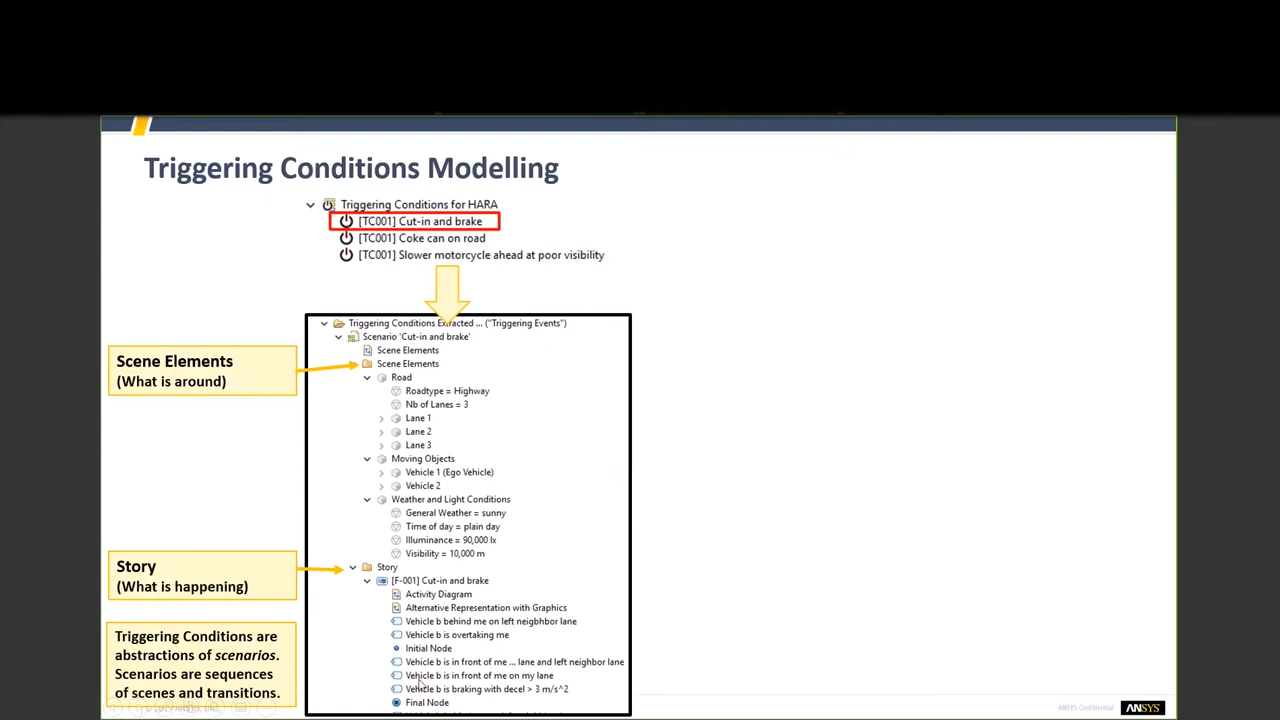 Triggering Conditions Modelling
Triggering Conditions for HARA
[TC001] Cut-in and brake
[TC001] Coke can on road
[TC001] Slower motorcycle ahead at poor visibility
Triggering Conditions Extracted ... ("Triggering Events")
Scenario 'Cut-in and brake'
Scene Elements
Scene Elements
Road
Roadtype = Highway
Nb of Lanes = 3
Lane 1
Lane 2
Lane 3
Moving Objects
Vehicle 1 (Ego Vehicle)
Vehicle 2
Weather and Light Conditions
General Weather = sunny
Time of day = plain day
Illuminance = 90,000 lx
Visibility = 10,000 m
Story
[F-001] Cut-in and brake
Activity Diagram
Alternative Representation with Graphics
Vehicle b behind me on left neigbhbor lane
Vehicle b is overtaking me
Initial Node
Vehicle b is in front of me ... lane and left neighbor lane
Vehicle b is in front of me on my lane
Vehicle b is braking with decel > 3 m/s^2
Final Node
Scene Elements
(What is around)
Story
(What is happening)
Triggering Conditions are
abstractions of scenarios.
Scenarios are sequences
of scenes and transitions.
ANSYS Confidential
ANSYS